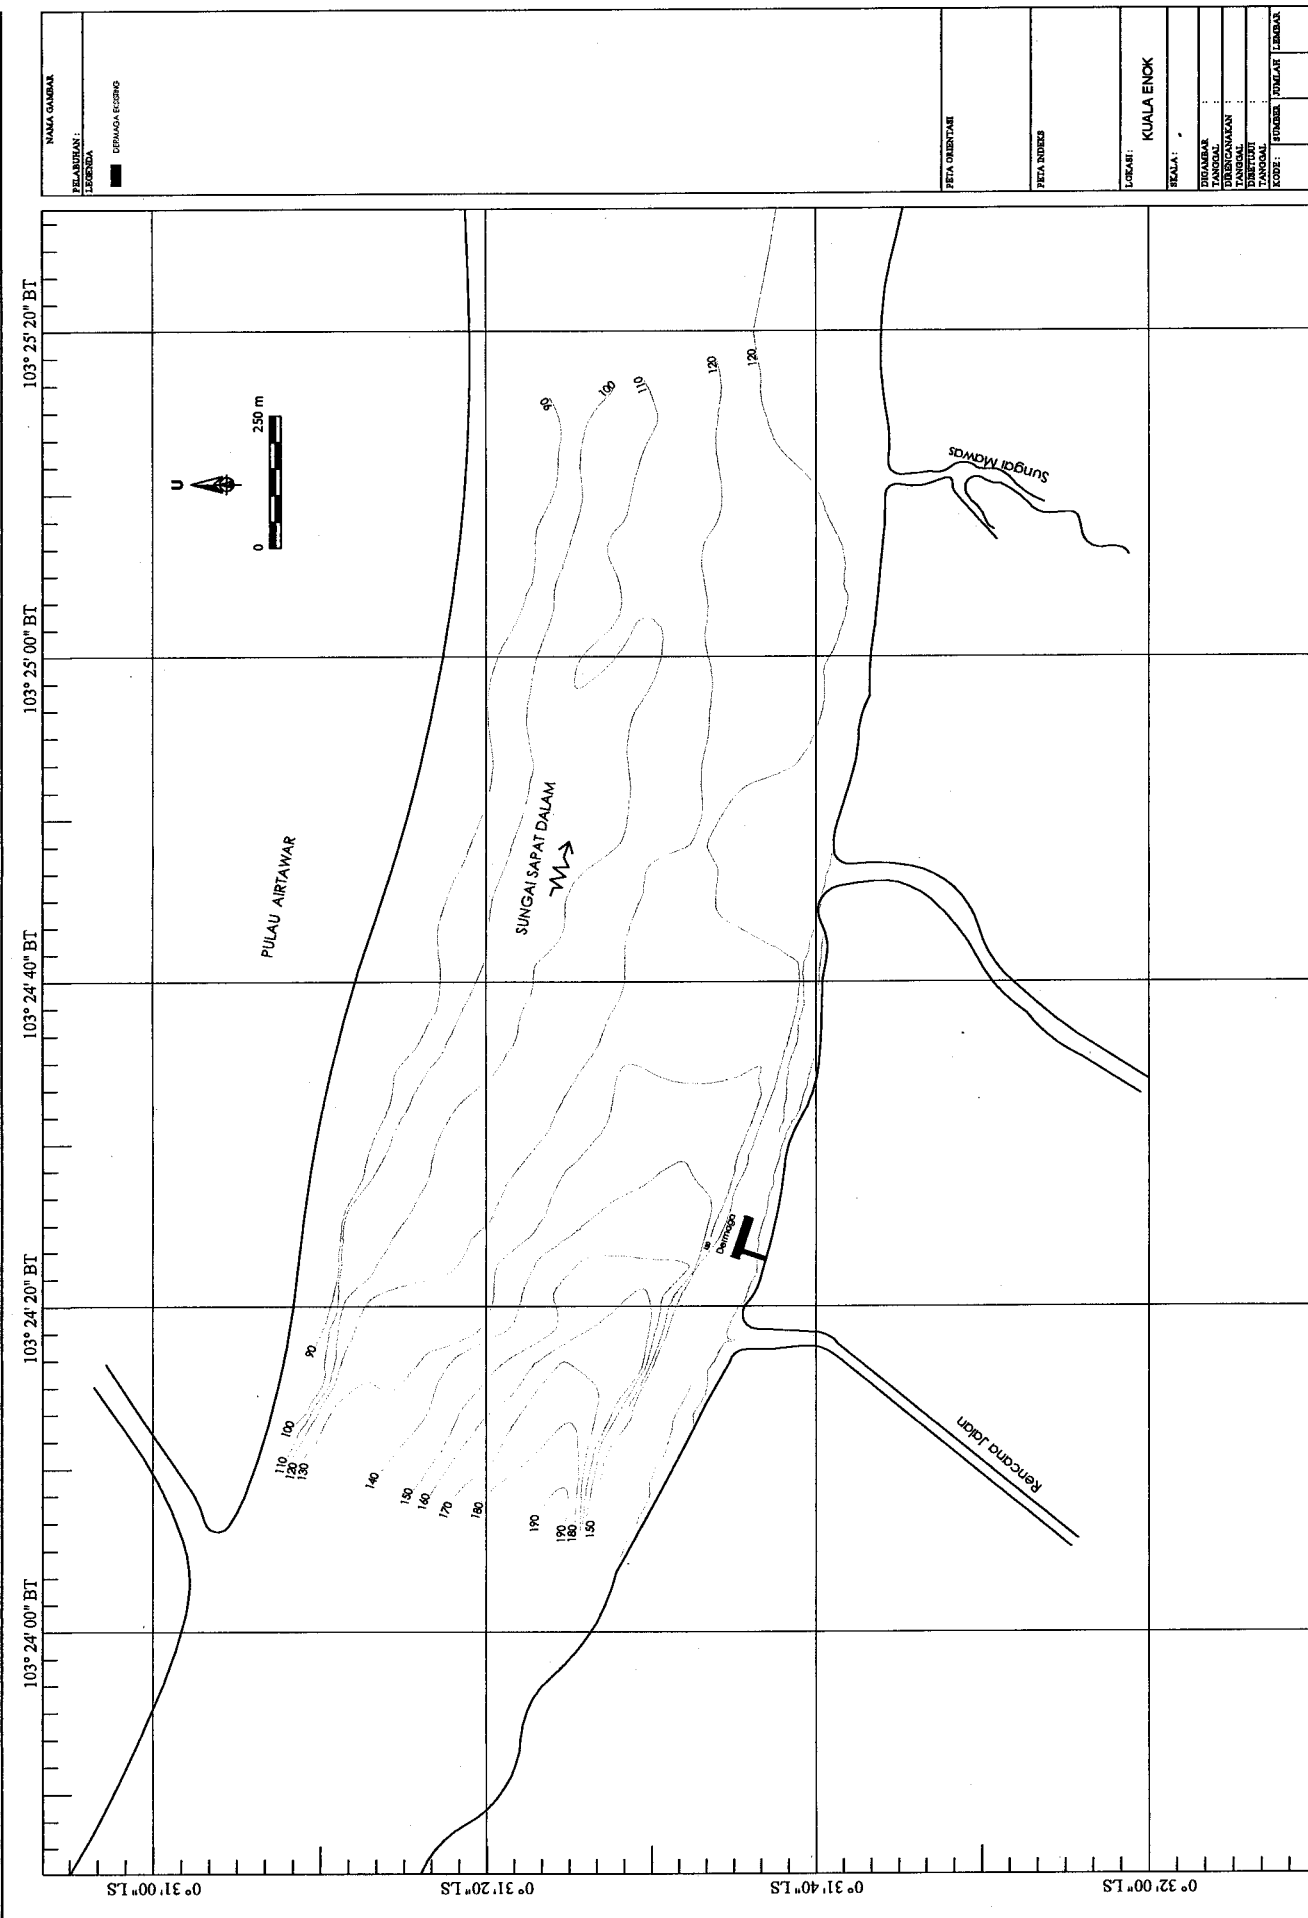 NAMA GAMBAR
PELABUHAN :
LEGENDA
DERMAGA EXISTING
PETA ORIENTASI
PETA INDEKS
LOKASI :
KUALA ENOK
SKALA :
DIGAMBAR :
TANGGAL :
DIRENCANAKAN :
TANGGAL :
DISETUJUI :
TANGGAL :
KODE :
SUMBER
JUMLAH
LEMBAR
103° 24' 00" BT
103° 24' 20" BT
103° 24' 40" BT
103° 25' 00" BT
103° 25' 20" BT
0° 31' 00" LS
0° 31' 20" LS
0° 31' 40" LS
0° 32' 00" LS
U
0
250 m
PULAU AIRTAWAR
SUNGAI SAPAT DALAM
Sungai Mawas
Rencana Jalan
Dermaga
90
100
110
120
130
140
150
160
170
180
190
190
180
150
90
100
110
120
120